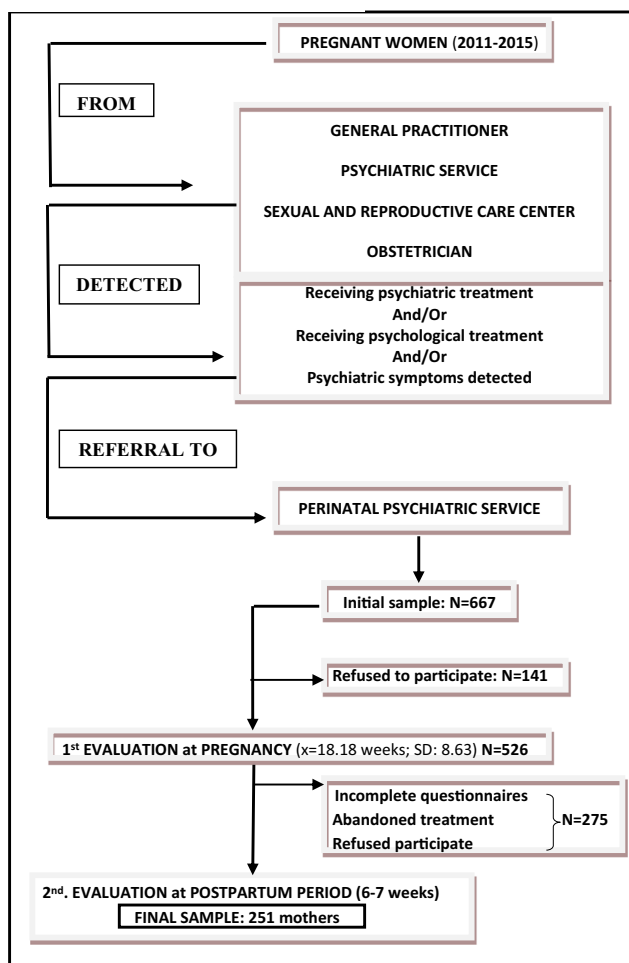 PREGNANT WOMEN (2011-2015)
FROM
GENERAL PRACTITIONER
PSYCHIATRIC SERVICE
SEXUAL AND REPRODUCTIVE CARE CENTER
OBSTETRICIAN
DETECTED
Receiving psychiatric treatment
And/Or
Receiving psychological treatment
And/Or
Psychiatric symptoms detected
REFERRAL TO
PERINATAL PSYCHIATRIC SERVICE
Initial sample: N=667
Refused to participate: N=141
1st EVALUATION at PREGNANCY (x=18.18 weeks; SD: 8.63) N=526
Incomplete questionnaires
Abandoned treatment N=275
Refused participate
2nd. EVALUATION at POSTPARTUM PERIOD (6-7 weeks)
FINAL SAMPLE: 251 mothers